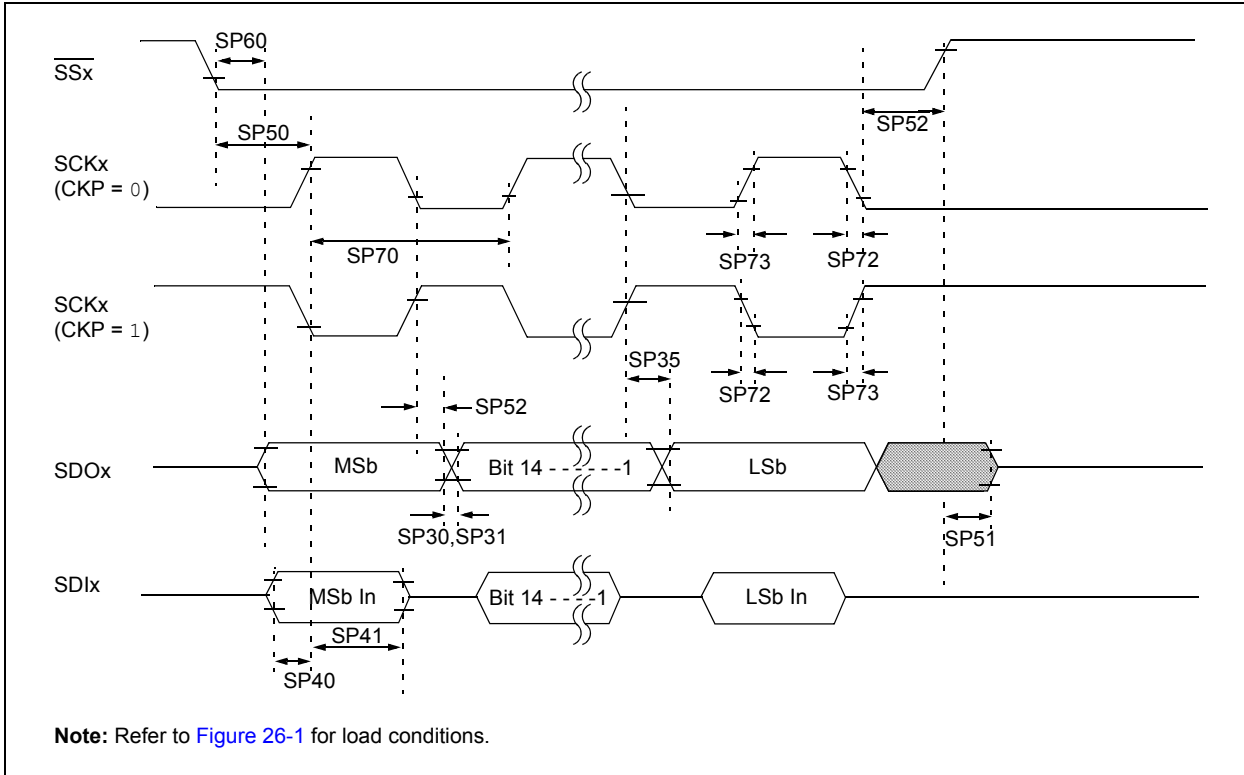 SP60
SSx
SP50
SP52
SCKx
(CKP = 0)
SP70
SP73
SP72
SCKx
(CKP = 1)
SP35
SP72
SP73
SP52
SDOx
MSb
Bit 14 - - - - - -1
LSb
SP30,SP31
SP51
SDIx
MSb In
Bit 14 - - - -1
LSb In
SP41
SP40
Note: Refer to Figure 26-1 for load conditions.